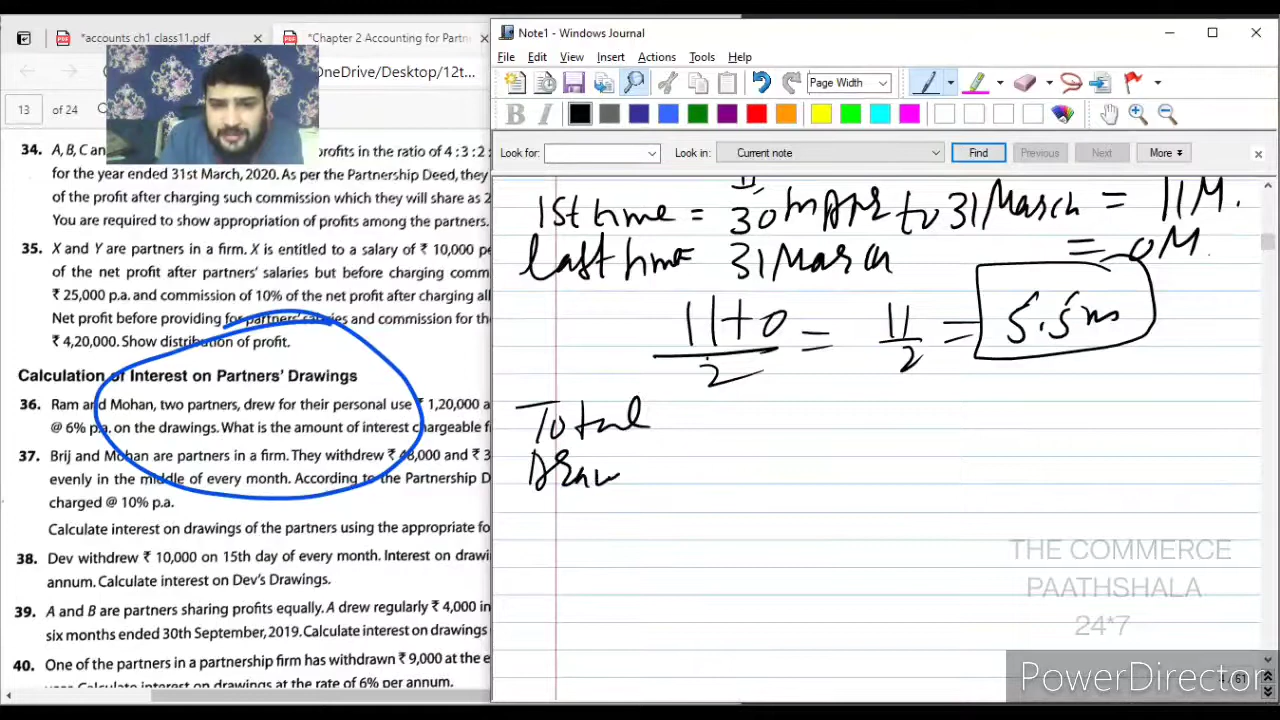 *accounts ch1 class11.pdf
*Chapter 2 Accounting for Partn
OneDrive/Desktop/12t...
13 of 24
34. A, B, C an
profits in the ratio of 4 : 3 : 2 :
for the year ended 31st March, 2020. As per the Partnership Deed, they
of the profit after charging such commission which they will share as 2
You are required to show appropriation of profits among the partners.
35. X and Y are partners in a firm. X is entitled to a salary of ₹ 10,000 pe
of the net profit after partners' salaries but before charging comm
₹ 25,000 p.a. and commission of 10% of the net profit after charging all
Net profit before providing for partners' salaries and commission for the
₹ 4,20,000. Show distribution of profit.
Calculation of Interest on Partners' Drawings
36. Ram and Mohan, two partners, drew for their personal use ₹ 1,20,000 a
@ 6% p.a. on the drawings. What is the amount of interest chargeable f
37. Brij and Mohan are partners in a firm. They withdrew ₹ 48,000 and ₹ 3
evenly in the middle of every month. According to the Partnership D
charged @ 10% p.a.
Calculate interest on drawings of the partners using the appropriate fo
38. Dev withdrew ₹ 10,000 on 15th day of every month. Interest on drawi
annum. Calculate interest on Dev's Drawings.
39. A and B are partners sharing profits equally. A drew regularly ₹ 4,000 in
six months ended 30th September, 2019. Calculate interest on drawings
40. One of the partners in a partnership firm has withdrawn ₹ 9,000 at the e
year. Calculate interest on drawings at the rate of 6% per annum.
Note1 - Windows Journal
File Edit View Insert Actions Tools Help
Page Width
B I
Look for: Look in: Current note Find Previous Next More
1st time = 30 Apr to 31 March = 11 M.
Last time = 31 March = 0 M.
11+0 / 2 = 11 / 2 = 5.5 m
Total
Draw
THE COMMERCE
PAATHSHALA
24*7
PowerDirector